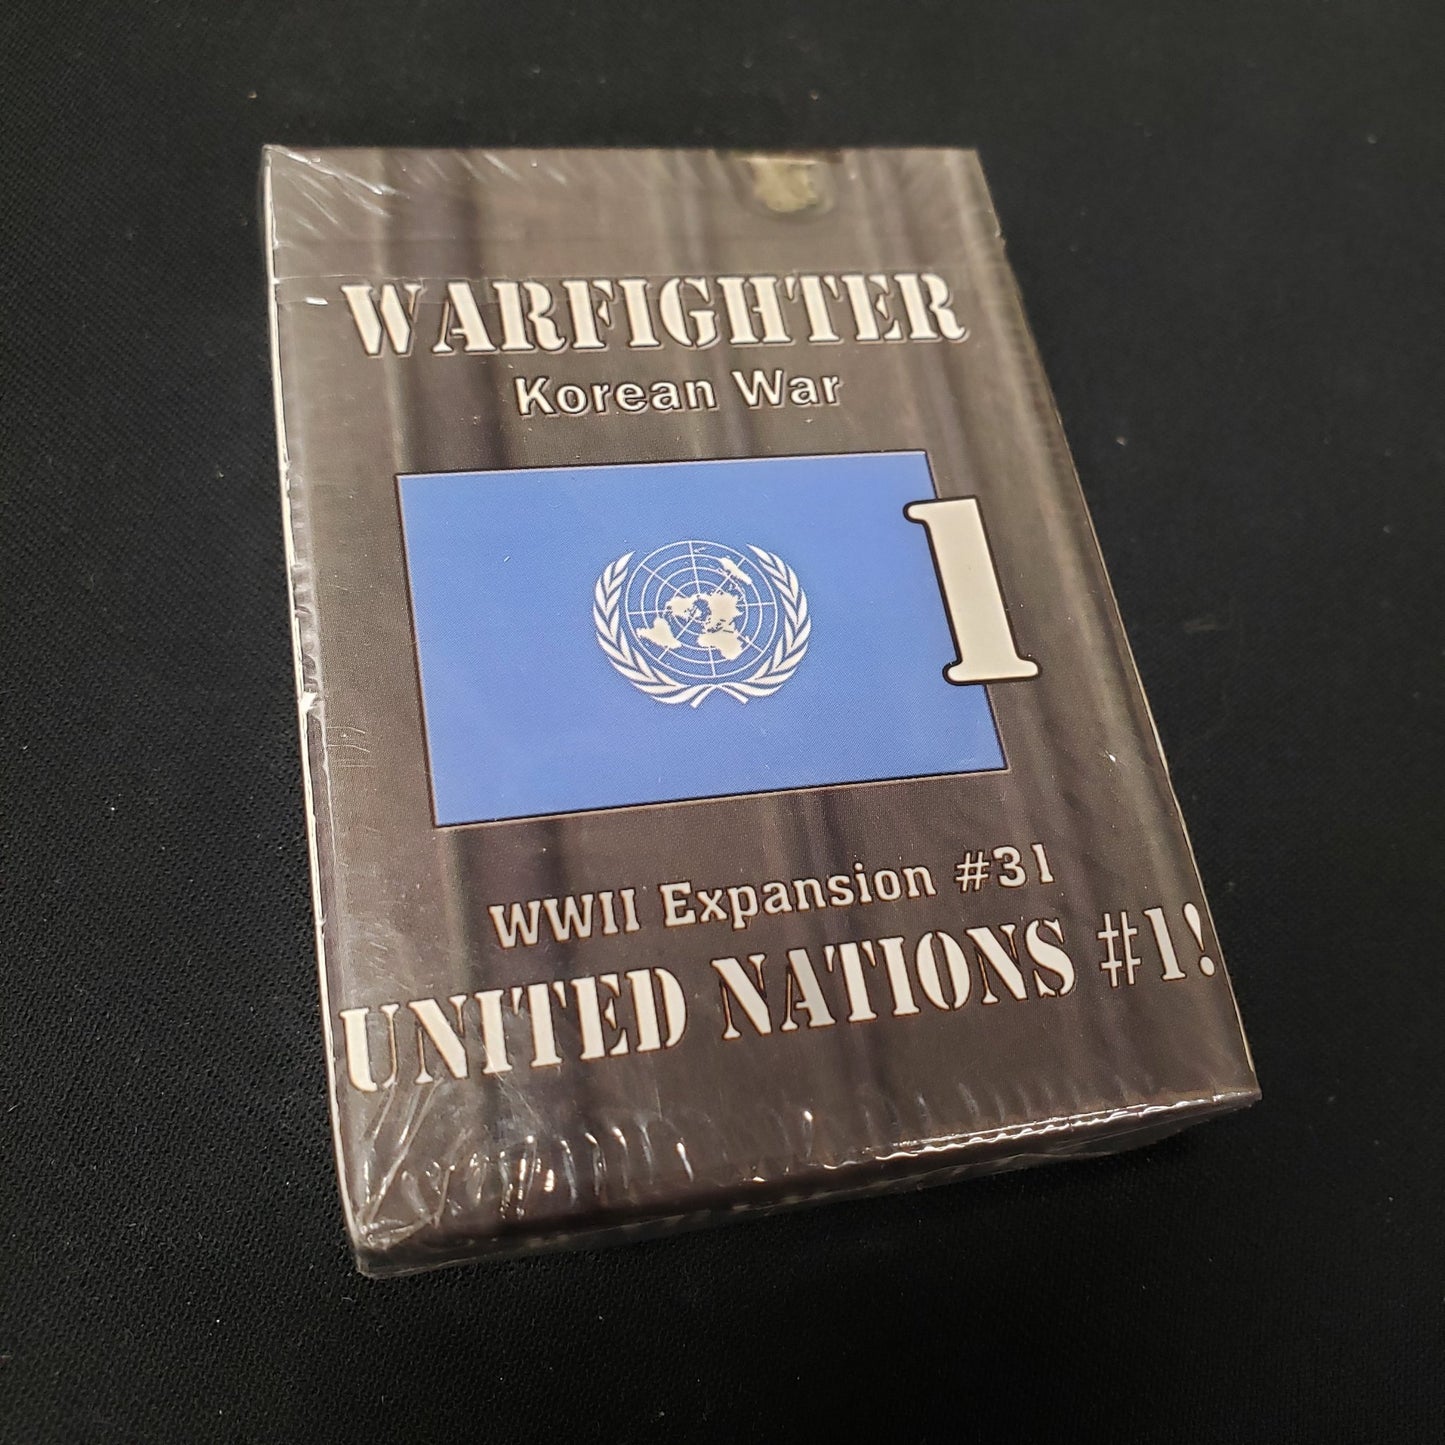 WARFIGHTER
Korean War
1
WWII Expansion #31
UNITED NATIONS #1!